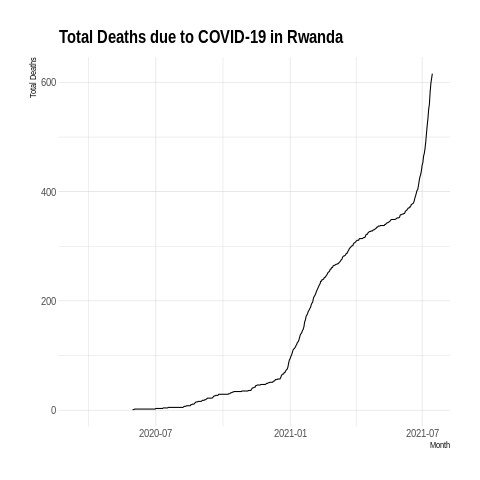 Total Deaths due to COVID-19 in Rwanda
Total Deaths
600
400
200
0
2020-07
2021-01
2021-07
Month